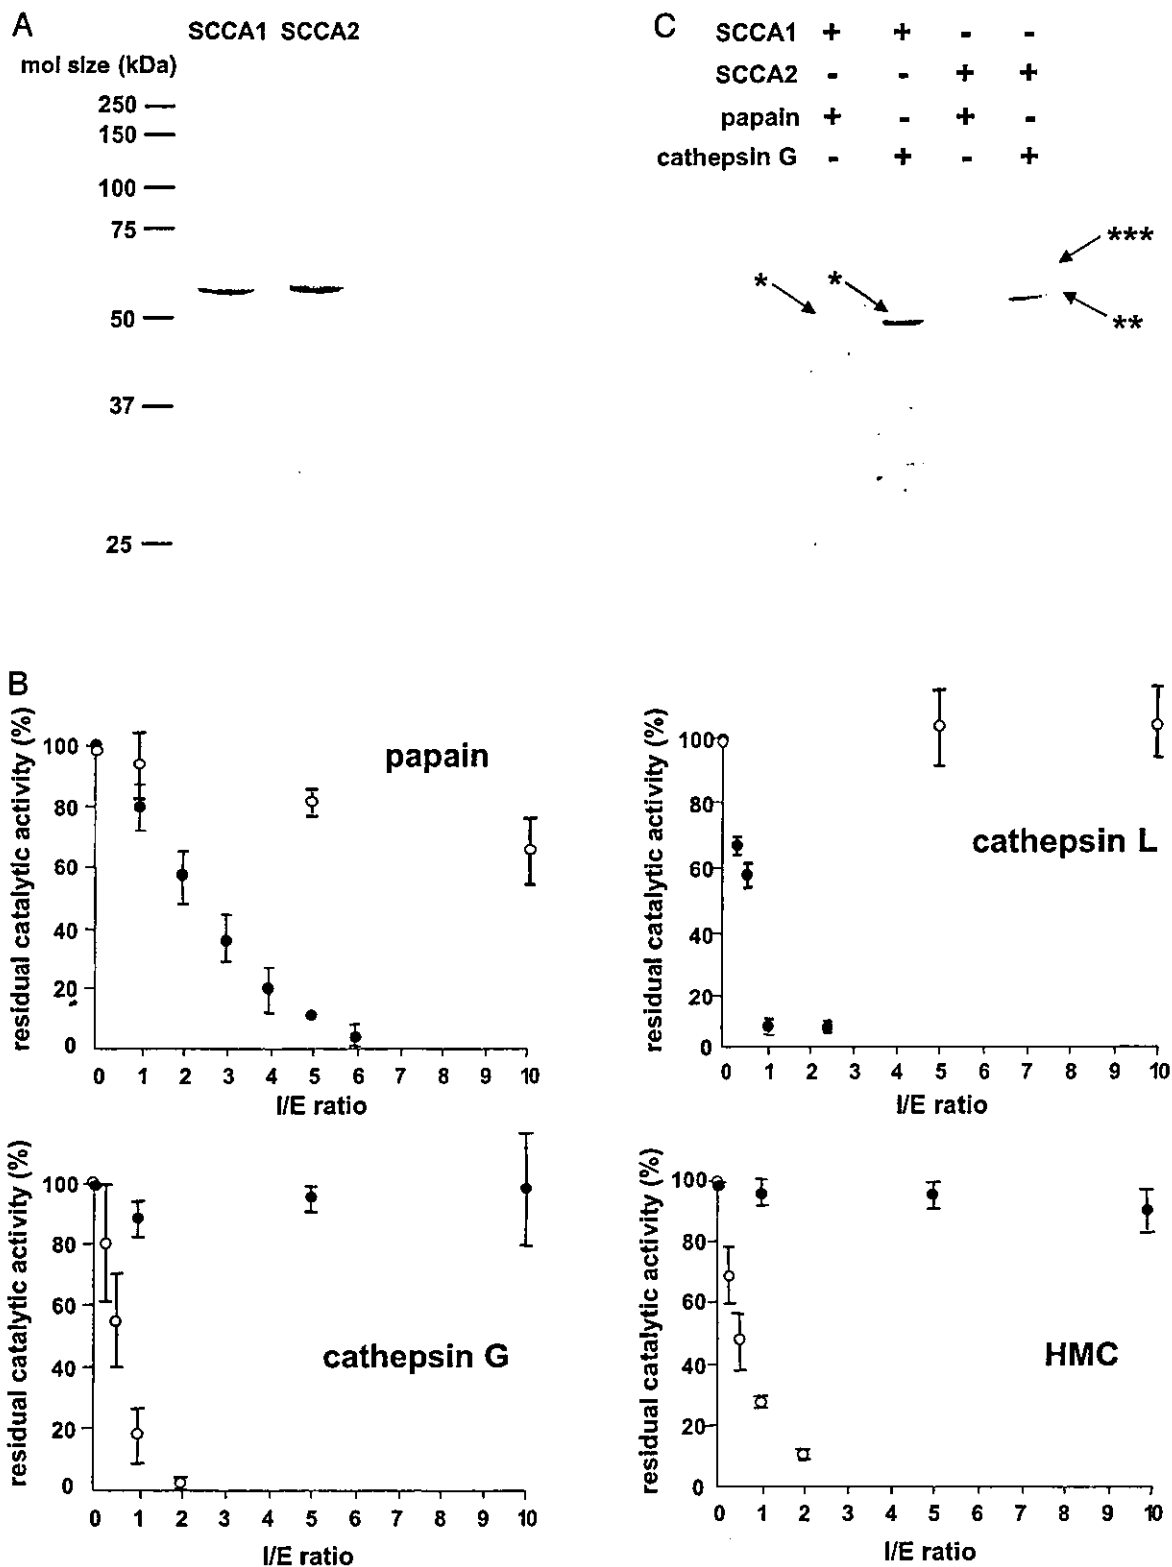 A
SCCA1 SCCA2
mol size (kDa)
250
150
100
75
50
37
25
C
SCCA1 + + - -
SCCA2 - - + +
papain + - + -
cathepsin G - + - +
***
* *
**
B
residual catalytic activity (%)
100
80
60
40
20
0
papain
0 1 2 3 4 5 6 7 8 9 10
I/E ratio
residual catalytic activity (%)
100
80
60
40
20
0
cathepsin L
0 1 2 3 4 5 6 7 8 9 10
I/E ratio
residual catalytic activity (%)
100
80
60
40
20
0
cathepsin G
0 1 2 3 4 5 6 7 8 9 10
I/E ratio
residual catalytic activity (%)
100
80
60
40
20
0
HMC
0 1 2 3 4 5 6 7 8 9 10
I/E ratio